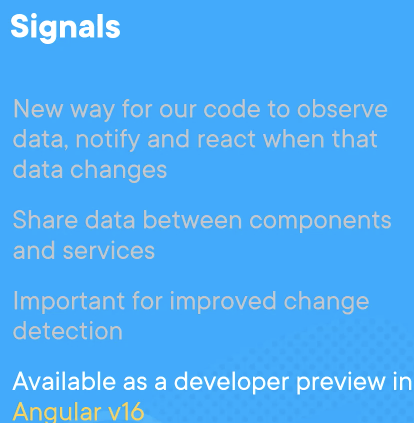 Signals
New way for our code to observe
data, notify and react when that
data changes
Share data between components
and services
Important for improved change
detection
Available as a developer preview in
Angular v16